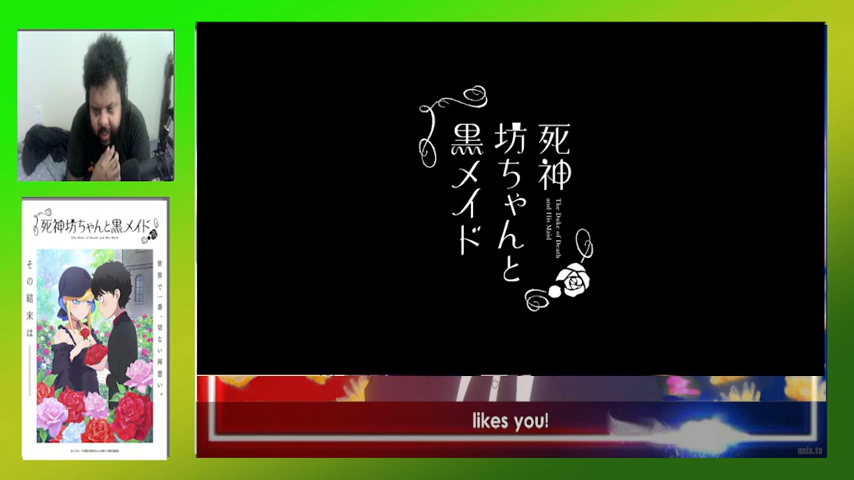 死神
坊ちゃんと
黒メイド
The Duke of Death
and His Maid
死神坊ちゃんと黒メイド
The Duke of Death and His Maid
世界で一番、切ない両想い。
その結末は
likes you!
anix.to